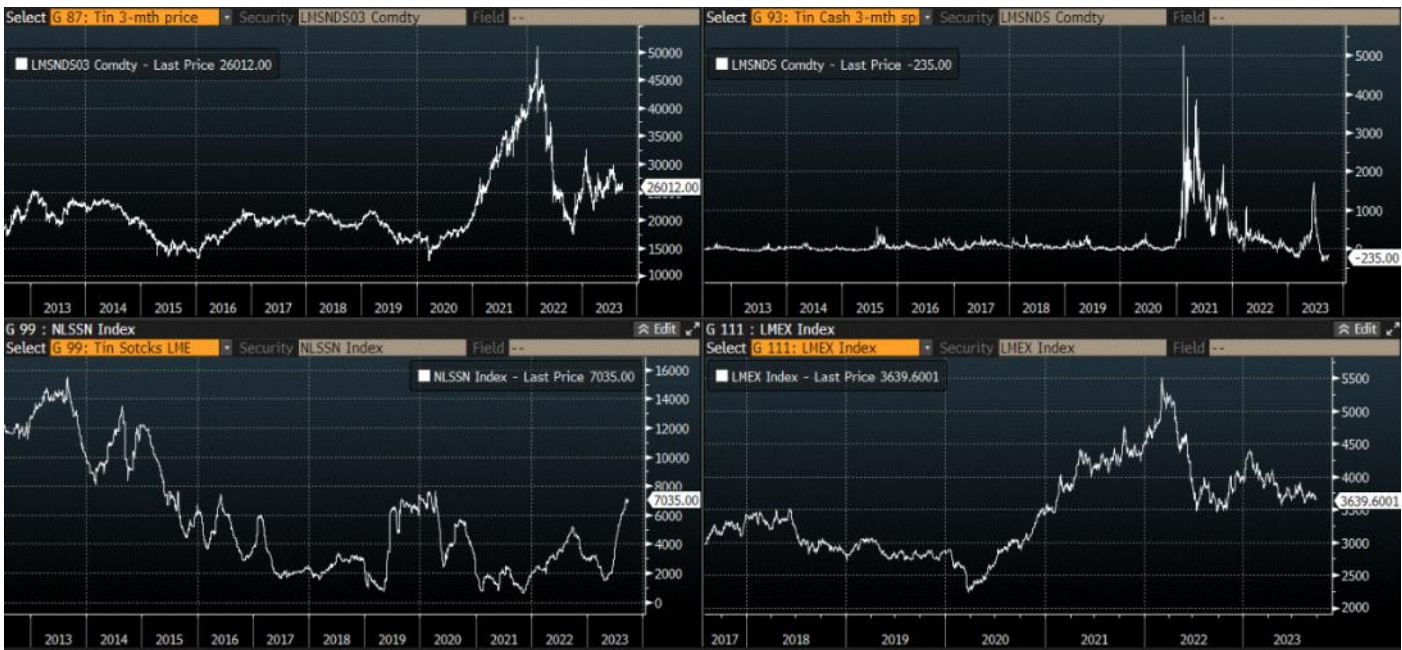 Select G 87: Tin 3-mth price Security LMSNDS03 Comdty Field --
LMSNDS03 Comdty - Last Price 26012.00
50000
45000
40000
35000
30000
26012.00
20000
15000
10000
2013 2014 2015 2016 2017 2018 2019 2020 2021 2022 2023
Select G 93: Tin Cash 3-mth sp Security LMSNDS Comdty Field --
LMSNDS Comdty - Last Price -235.00
5000
4000
3000
2000
1000
0
-235.00
2013 2014 2015 2016 2017 2018 2019 2020 2021 2022 2023
G 99 : NLSSN Index Edit
Select G 99: Tin Sotcks LME Security NLSSN Index Field --
NLSSN Index - Last Price 7035.00
16000
14000
12000
10000
8000
7035.00
6000
4000
2000
0
2013 2014 2015 2016 2017 2018 2019 2020 2021 2022 2023
G 111 : LMEX Index Edit
Select G 111: LMEX Index Security LMEX Index Field --
LMEX Index - Last Price 3639.6001
5500
5000
4500
4000
3639.6001
3500
3000
2500
2000
2017 2018 2019 2020 2021 2022 2023